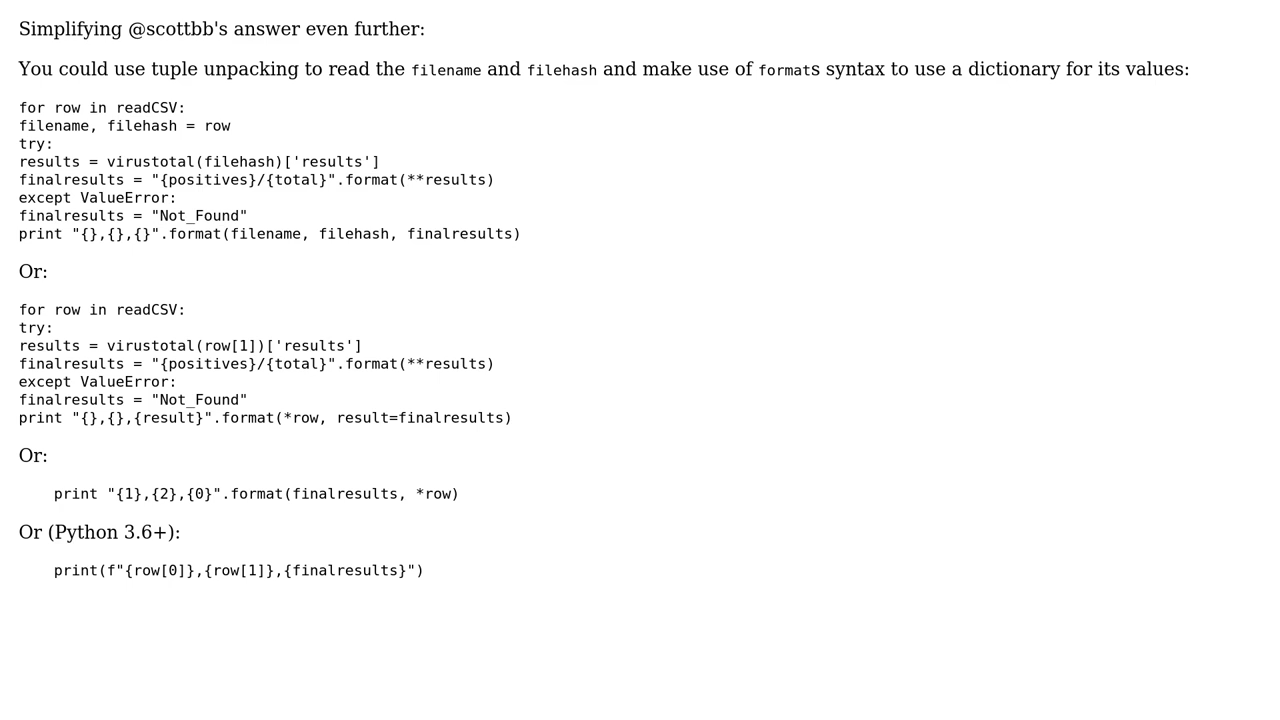 Simplifying @scottbb's answer even further:
You could use tuple unpacking to read the filename and filehash and make use of formats syntax to use a dictionary for its values:
for row in readCSV:
filename, filehash = row
try:
results = virustotal(filehash)['results']
finalresults = "{positives}/{total}".format(**results)
except ValueError:
finalresults = "Not_Found"
print "{},{},{}".format(filename, filehash, finalresults)
Or:
for row in readCSV:
try:
results = virustotal(row[1])['results']
finalresults = "{positives}/{total}".format(**results)
except ValueError:
finalresults = "Not_Found"
print "{},{},{result}".format(*row, result=finalresults)
Or:
    print "{1},{2},{0}".format(finalresults, *row)
Or (Python 3.6+):
    print(f"{row[0]},{row[1]},{finalresults}")